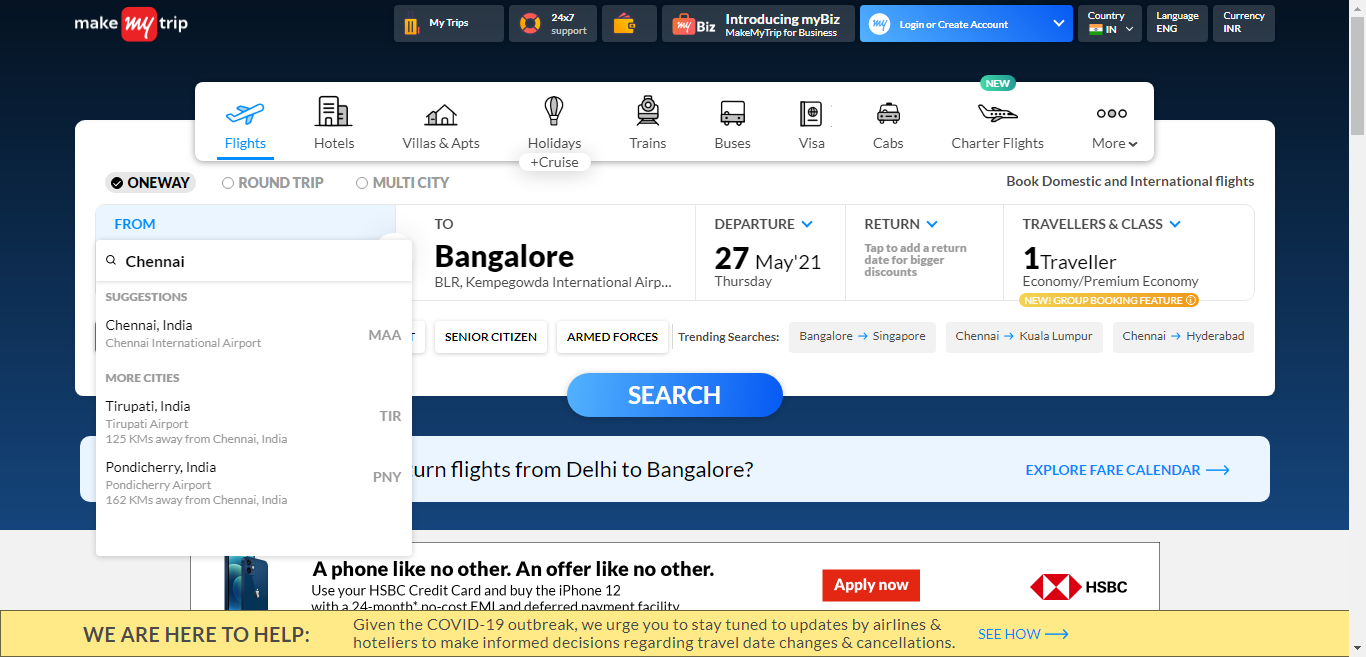 make my trip
My Trips
24x7
support
my Biz
Introducing myBiz
MakeMyTrip for Business
my
Login or Create Account
Country
IN
Language
ENG
Currency
INR
NEW
Flights
Hotels
Villas & Apts
Holidays
+Cruise
Trains
Buses
Visa
Cabs
Charter Flights
More
ONEWAY
ROUND TRIP
MULTI CITY
Book Domestic and International flights
FROM
Chennai
SUGGESTIONS
Chennai, India
Chennai International Airport
MAA
MORE CITIES
Tirupati, India
Tirupati Airport
125 KMs away from Chennai, India
TIR
Pondicherry, India
Pondicherry Airport
162 KMs away from Chennai, India
PNY
TO
Bangalore
BLR, Kempegowda International Airp...
DEPARTURE
27 May'21
Thursday
RETURN
Tap to add a return
date for bigger
discounts
TRAVELLERS & CLASS
1Traveller
Economy/Premium Economy
NEW! GROUP BOOKING FEATURE
T
SENIOR CITIZEN
ARMED FORCES
Trending Searches:
Bangalore → Singapore
Chennai → Kuala Lumpur
Chennai → Hyderabad
SEARCH
urn flights from Delhi to Bangalore?
EXPLORE FARE CALENDAR
A phone like no other. An offer like no other.
Use your HSBC Credit Card and buy the iPhone 12
with a 24-month* no-cost EMI and deferred payment facility
Apply now
HSBC
WE ARE HERE TO HELP:
Given the COVID-19 outbreak, we urge you to stay tuned to updates by airlines &
hoteliers to make informed decisions regarding travel date changes & cancellations.
SEE HOW